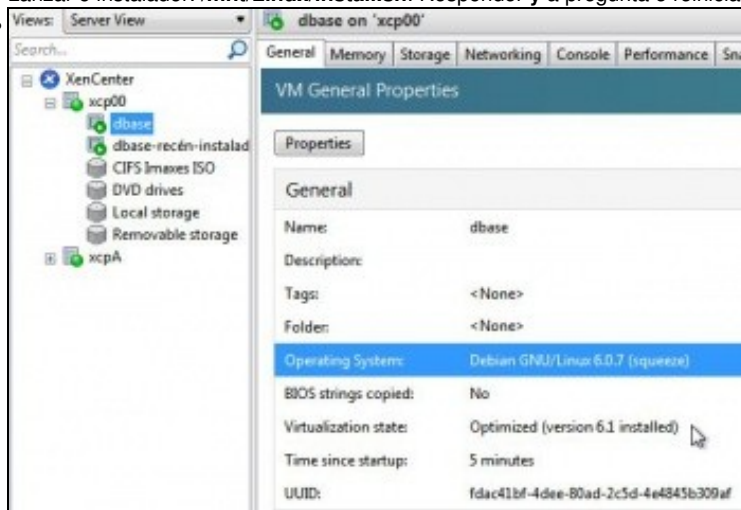 Views: Server View
Search...
XenCenter
xcp00
dbase
dbase-recén-instalad
CIFS Imaxes ISO
DVD drives
Local storage
Removable storage
xcpA
dbase on 'xcp00'
General Memory Storage Networking Console Performance Sna
VM General Properties
Properties
General
Name: dbase
Description:
Tags: <None>
Folder: <None>
Operating System: Debian GNU/Linux 6.0.7 (squeeze)
BIOS strings copied: No
Virtualization state: Optimized (version 6.1 installed)
Time since startup: 5 minutes
UUID: fdac41bf-4dee-80ad-2c5d-4e4845b309af